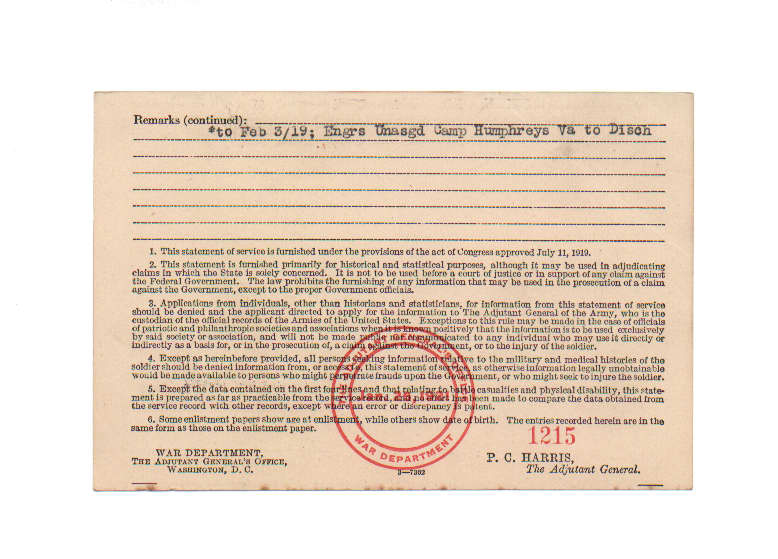 Remarks (continued):
*to Feb 3/19; Engrs Unasgd Camp Humphreys Va to Disch
1. This statement of service is furnished under the provisions of the act of Congress approved July 11, 1919.
2. This statement is furnished primarily for historical and statistical purposes, although it may be used in adjudicating
claims in which the State is solely concerned. It is not to be used before a court of justice or in support of any claim against
the Federal Government. The law prohibits the furnishing of any information that may be used in the prosecution of a claim
against the Government, except to the proper Government officials.
3. Applications from individuals, other than historians and statisticians, for information from this statement of service
should be denied and the applicant directed to apply for the information to The Adjutant General of the Army, who is the
custodian of the official records of the Armies of the United States. Exceptions to this rule may be made in the case of officials
of patriotic and philanthropic societies and associations when it is known positively that the information is to be used exclusively
by said society or association, and will not be made public or communicated to any individual who may use it directly or
indirectly as a basis for, or in the prosecution of, a claim against the Government, or to the injury of the soldier.
4. Except as hereinbefore provided, all persons seeking information relative to the military and medical histories of the
soldier should be denied information from, or access to, this statement of service, as otherwise information legally unobtainable
would be made available to persons who might perpetrate frauds upon the Government, or who might seek to injure the soldier.
5. Except the data contained on the first four lines and that relating to battle casualties and physical disability, this state-
ment is prepared as far as practicable from the service record, and no effort has been made to compare the data obtained from
the service record with other records, except where an error or discrepancy is patent.
6. Some enlistment papers show age at enlistment, while others show date of birth. The entries recorded herein are in the
same form as those on the enlistment paper.
1215
WAR DEPARTMENT,
THE ADJUTANT GENERAL'S OFFICE,
WASHINGTON, D. C.
3—7302
P. C. HARRIS,
The Adjutant General.
WAR DEPARTMENT